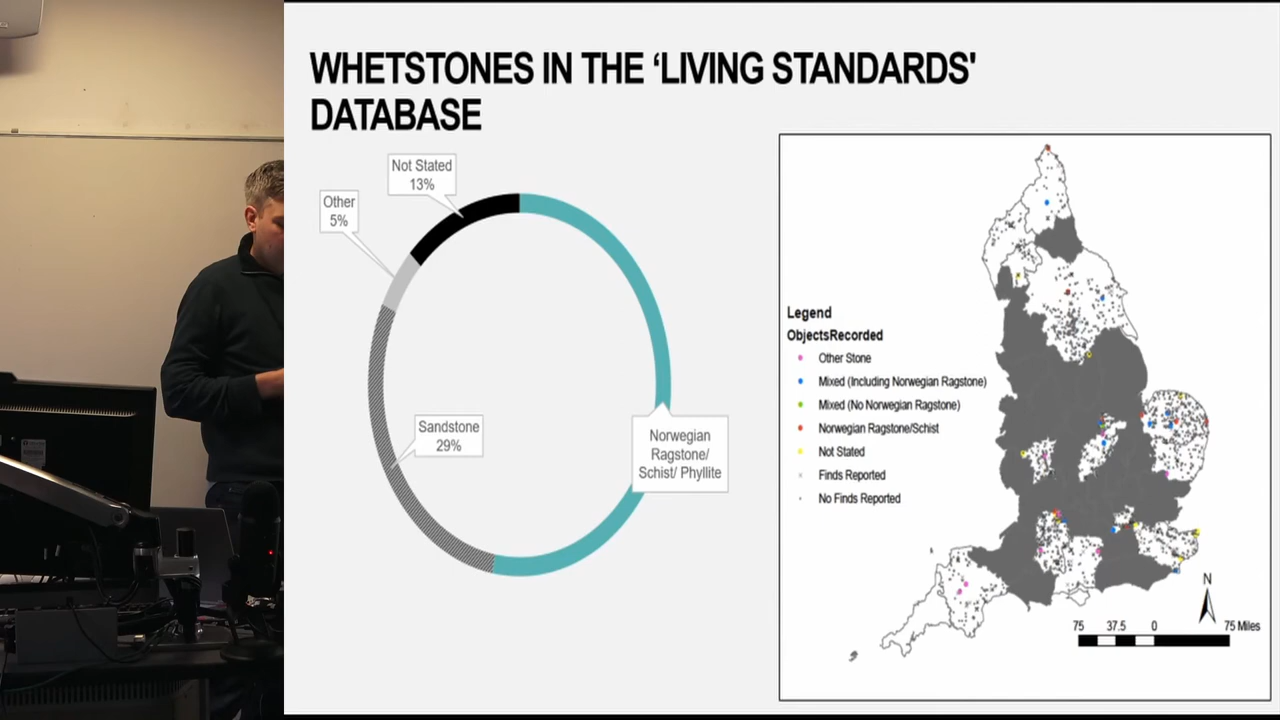 WHETSTONES IN THE ‘LIVING STANDARDS'
DATABASE
Not Stated
13%
Other
5%
Sandstone
29%
Norwegian
Ragstone/
Schist/ Phyllite
Legend
ObjectsRecorded
Other Stone
Mixed (Including Norwegian Ragstone)
Mixed (No Norwegian Ragstone)
Norwegian Ragstone/Schist
Not Stated
Finds Reported
No Finds Reported
N
75 37.5 0 75 Miles